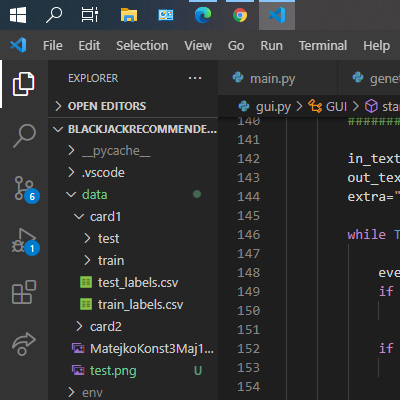 File Edit Selection View Go Run Terminal Help
EXPLORER ...
OPEN EDITORS
BLACKJACKRECOMMENDE...
__pycache__
.vscode
data
card1
test
train
test_labels.csv
train_labels.csv
card2
MatejkoKonst3Maj1...
test.png U
env
6
1
main.py gene
gui.py > GUI > sta
140 ########
141
142 in_text
143 out_tex
144 extra="
145
146 while T
147
148 eve
149 if
150
151
152 if
153
154